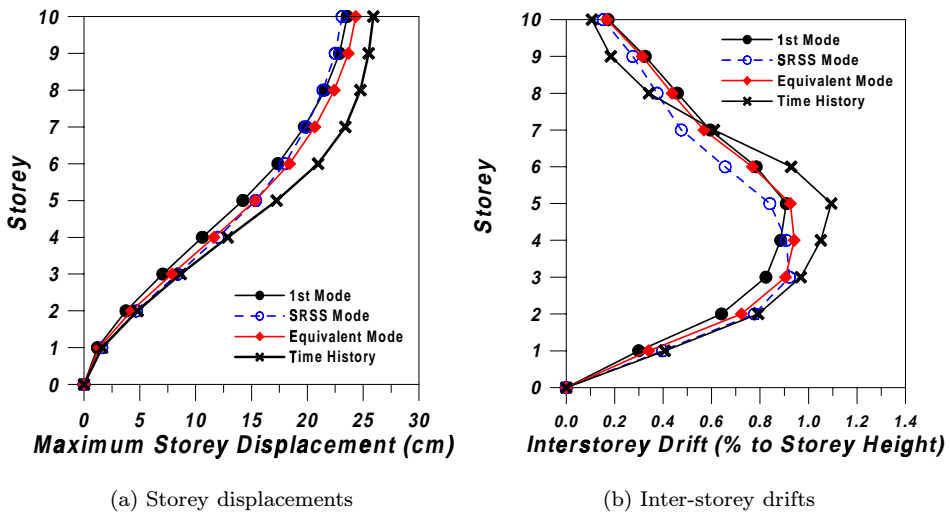 10
9
8
7
6
5
4
3
2
1
0
Storey
1st Mode
SRSS Mode
Equivalent Mode
Time History
0 5 10 15 20 25 30
Maximum Storey Displacement (cm)
(a) Storey displacements
10
9
8
7
6
5
4
3
2
1
0
Storey
1st Mode
SRSS Mode
Equivalent Mode
Time History
0.0 0.2 0.4 0.6 0.8 1.0 1.2 1.4
Interstorey Drift (% to Storey Height)
(b) Inter-storey drifts